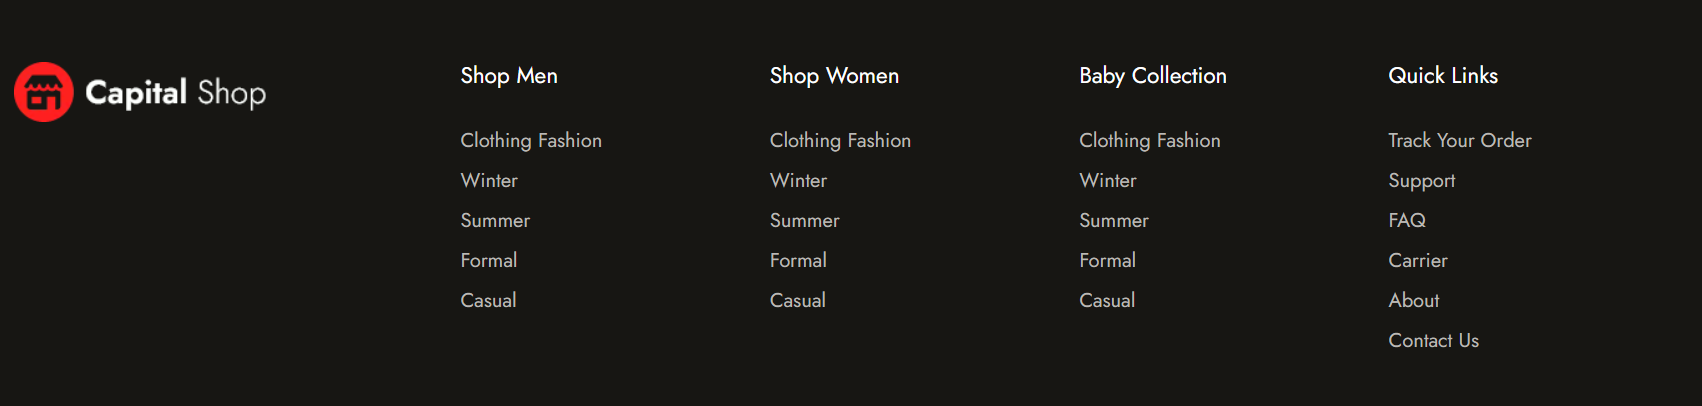 Capital Shop
Shop Men
Clothing Fashion
Winter
Summer
Formal
Casual
Shop Women
Clothing Fashion
Winter
Summer
Formal
Casual
Baby Collection
Clothing Fashion
Winter
Summer
Formal
Casual
Quick Links
Track Your Order
Support
FAQ
Carrier
About
Contact Us